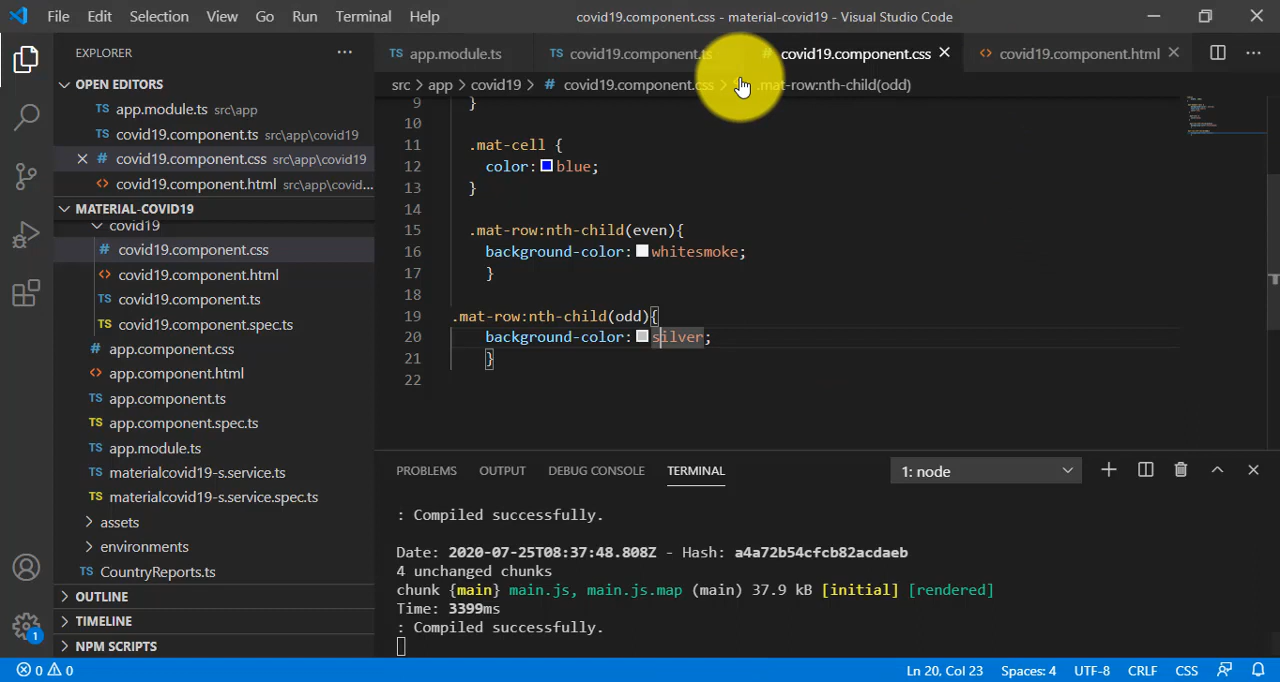 File Edit Selection View Go Run Terminal Help covid19.component.css - material-covid19 - Visual Studio Code
EXPLORER
OPEN EDITORS
TS app.module.ts src\app
TS covid19.component.ts src\app\covid19
# covid19.component.css src\app\covid19
<> covid19.component.html src\app\covid...
MATERIAL-COVID19
covid19
# covid19.component.css
<> covid19.component.html
TS covid19.component.ts
TS covid19.component.spec.ts
# app.component.css
<> app.component.html
TS app.component.ts
TS app.component.spec.ts
TS app.module.ts
TS materialcovid19-s.service.ts
TS materialcovid19-s.service.spec.ts
assets
environments
TS CountryReports.ts
OUTLINE
TIMELINE
NPM SCRIPTS
1
TS app.module.ts TS covid19.component.ts # covid19.component.css <> covid19.component.html
src > app > covid19 > # covid19.component.css > .mat-row:nth-child(odd)
9 }
10
11 .mat-cell {
12 color: blue;
13 }
14
15 .mat-row:nth-child(even){
16 background-color: whitesmoke;
17 }
18
19 .mat-row:nth-child(odd){
20 background-color: silver;
21 }
22
PROBLEMS OUTPUT DEBUG CONSOLE TERMINAL 1: node
: Compiled successfully.
Date: 2020-07-25T08:37:48.808Z - Hash: a4a72b54cfcb82acdaeb
4 unchanged chunks
chunk {main} main.js, main.js.map (main) 37.9 kB [initial] [rendered]
Time: 3399ms
: Compiled successfully.
0 0 Ln 20, Col 23 Spaces: 4 UTF-8 CRLF CSS